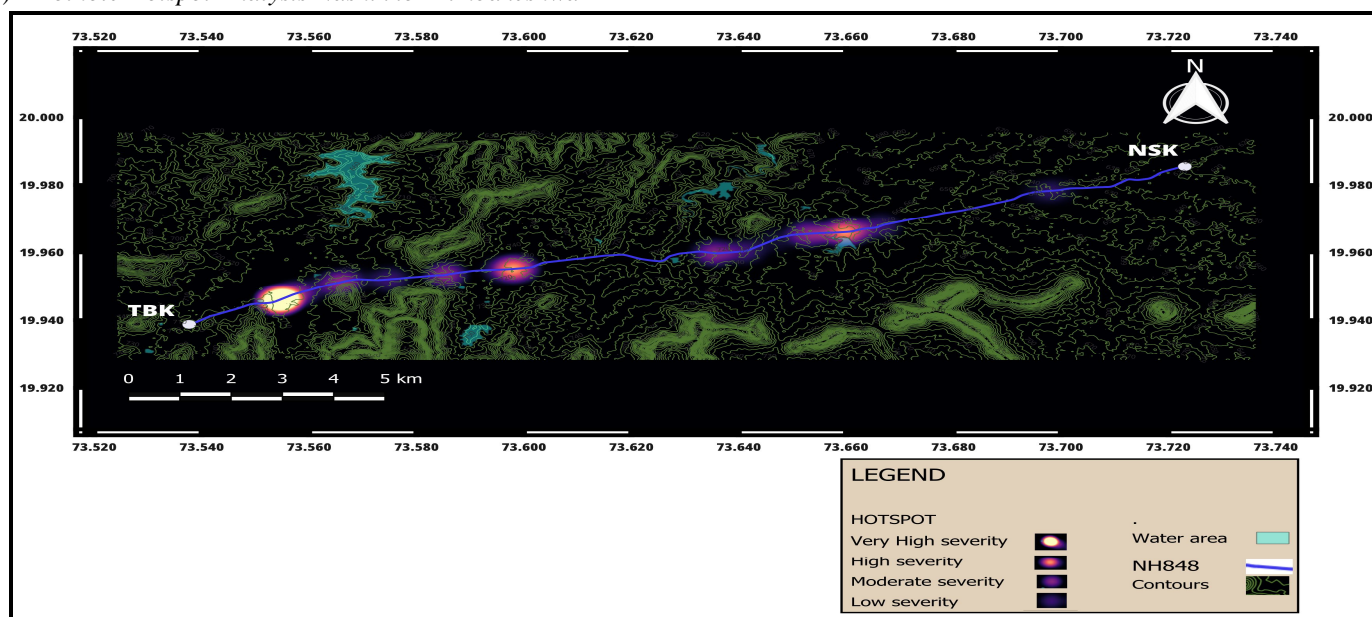 73.520 73.540 73.560 73.580 73.600 73.620 73.640 73.660 73.680 73.700 73.720 73.740
N
20.000 20.000
NSK
19.980 19.980
19.960 19.960
TBK
19.940 19.940
0 1 2 3 4 5 km
19.920 19.920
73.520 73.540 73.560 73.580 73.600 73.620 73.640 73.660 73.680 73.700 73.720 73.740
LEGEND
HOTSPOT .
Very High severity Water area
High severity NH848
Moderate severity Contours
Low severity